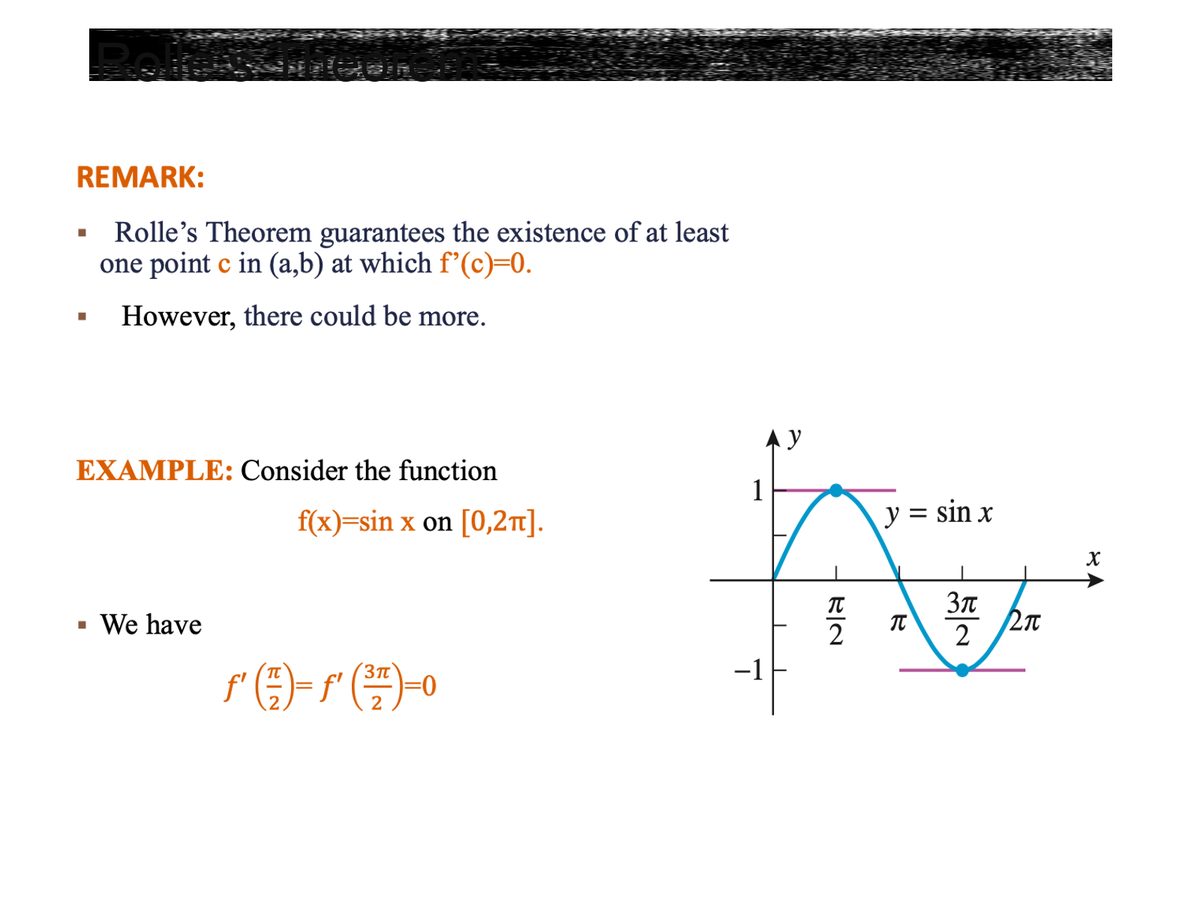 Rolle's Theorem
REMARK:
▪ Rolle’s Theorem guarantees the existence of at least
one point c in (a,b) at which f’(c)=0.
▪ However, there could be more.
EXAMPLE: Consider the function
f(x)=sin x on [0,2π].
▪ We have
f′(π/2)= f′(3π/2)=0
y
1
y = sin x
x
π/2 π 3π/2 2π
–1